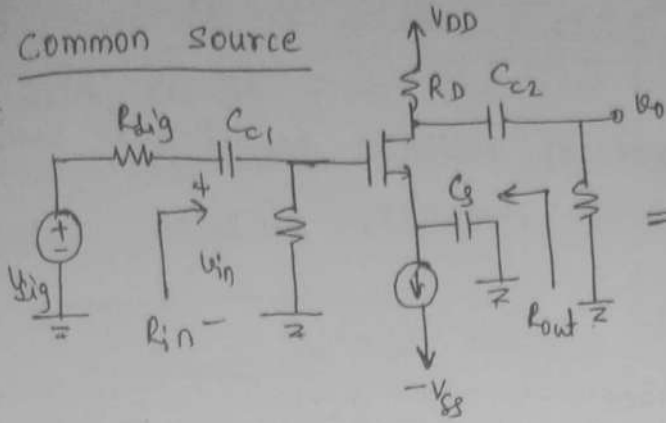 Common Source
VDD
RD
Cc2
Rsig
Cc1
vo
+
Cs
+
-
Vsig
vin
=
Rin
-
Rout
-Vss